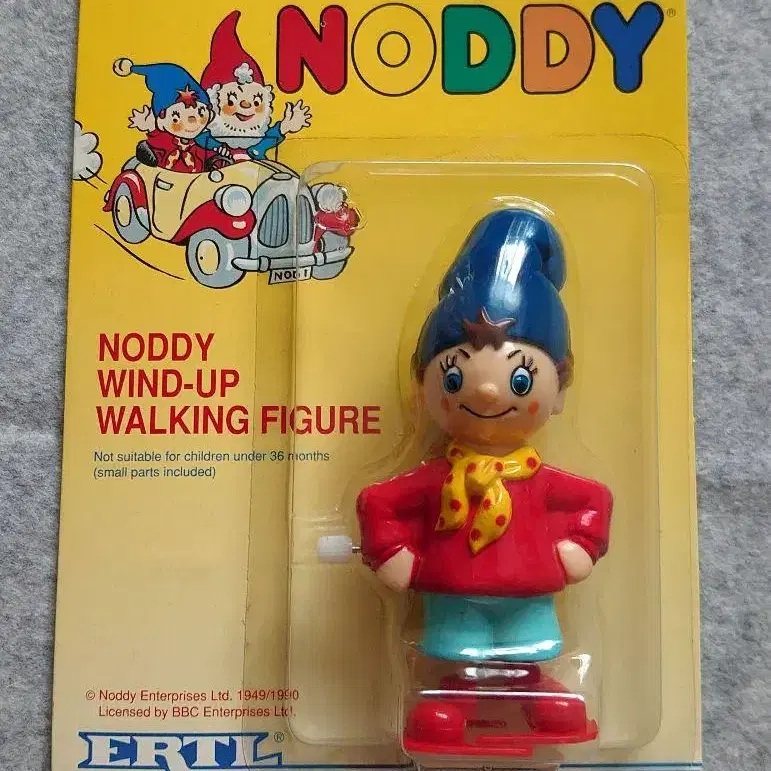 NODDY®
NODDY
NODDY
WIND-UP
WALKING FIGURE
Not suitable for children under 36 months
(small parts included)
© Noddy Enterprises Ltd. 1949/1990
Licensed by BBC Enterprises Ltd.
ERTL®